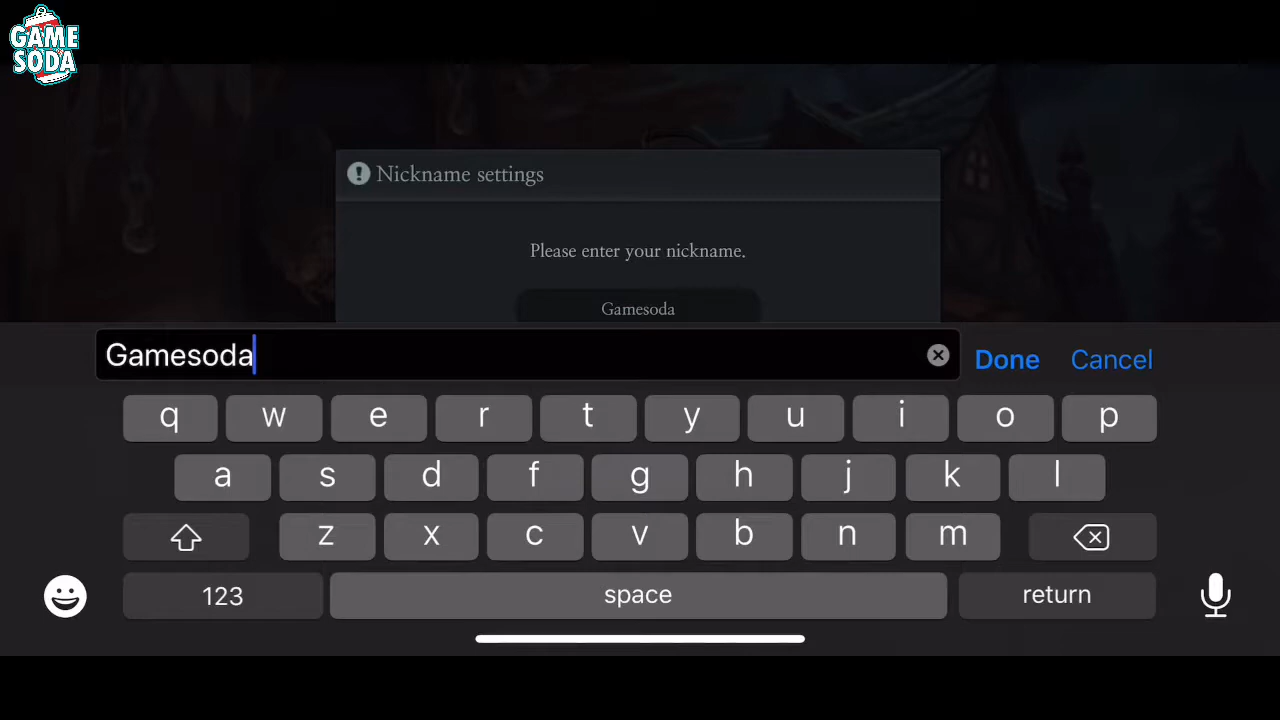 GAME
SODA
Nickname settings
Please enter your nickname.
Gamesoda
Gamesoda
Done
Cancel
q w e r t y u i o p
a s d f g h j k l
z x c v b n m
123
space
return